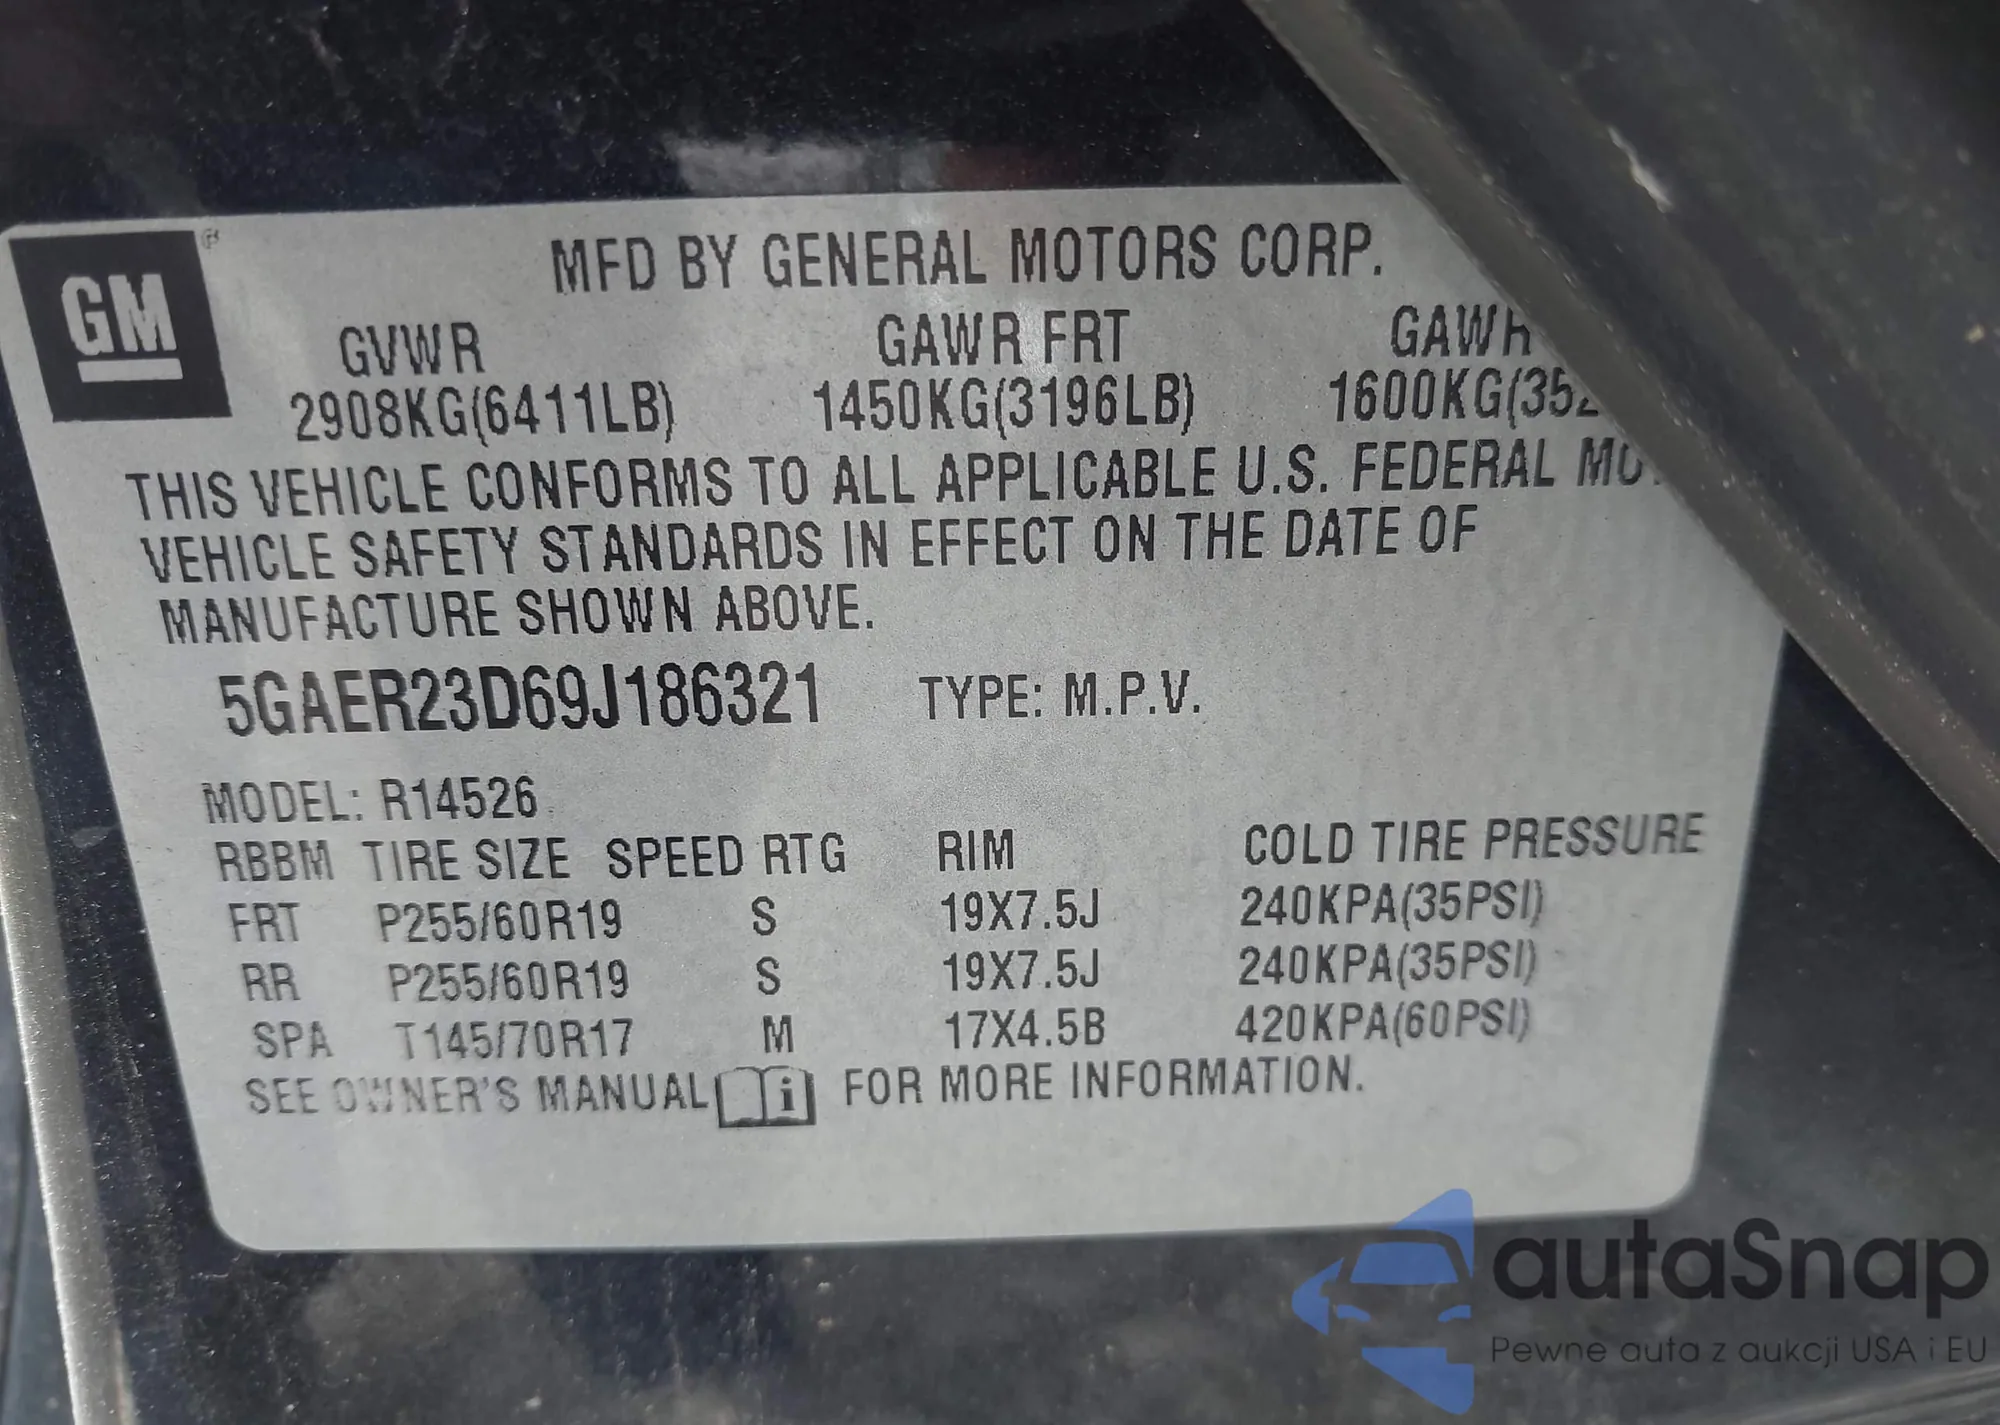 GM ®
MFD BY GENERAL MOTORS CORP.
GVWR GAWR FRT GAWR
2908KG(6411LB) 1450KG(3196LB) 1600KG(352
THIS VEHICLE CONFORMS TO ALL APPLICABLE U.S. FEDERAL
VEHICLE SAFETY STANDARDS IN EFFECT ON THE DATE OF
MANUFACTURE SHOWN ABOVE.
5GAER23D69J186321 TYPE: M.P.V.
MODEL: R14526
RBBM TIRE SIZE SPEED RTG RIM COLD TIRE PRESSURE
FRT P255/60R19 S 19X7.5J 240KPA(35PSI)
RR P255/60R19 S 19X7.5J 240KPA(35PSI)
SPA T145/70R17 M 17X4.5B 420KPA(60PSI)
SEE OWNER'S MANUAL i FOR MORE INFORMATION.
autaSnap
Pewne auta z aukcji USA i EU